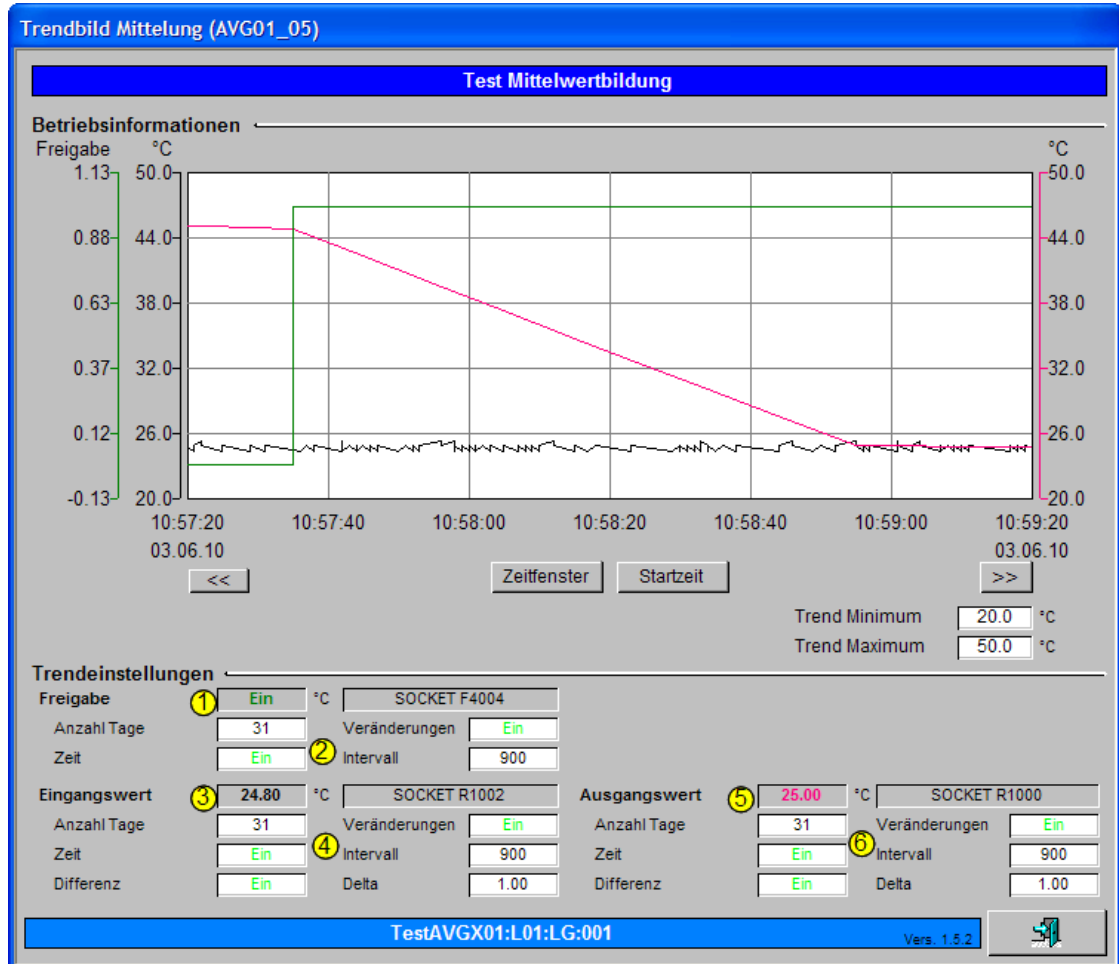 Trendbild Mittelung (AVG01_05)
Test Mittelwertbildung
Betriebsinformationen
Freigabe °C °C
1.13 50.0 50.0
0.88 44.0 44.0
0.63 38.0 38.0
0.37 32.0 32.0
0.12 26.0 26.0
-0.13 20.0 20.0
10:57:20 10:57:40 10:58:00 10:58:20 10:58:40 10:59:00 10:59:20
03.06.10 03.06.10
<< Zeitfenster Startzeit >>
Trend Minimum 20.0 °C
Trend Maximum 50.0 °C
Trendeinstellungen
Freigabe 1 Ein °C SOCKET F4004
Anzahl Tage 31 Veränderungen Ein
Zeit Ein 2 Intervall 900
Eingangswert 3 24.80 °C SOCKET R1002 Ausgangswert 5 25.00 °C SOCKET R1000
Anzahl Tage 31 Veränderungen Ein Anzahl Tage 31 Veränderungen Ein
Zeit Ein 4 Intervall 900 Zeit Ein 6 Intervall 900
Differenz Ein Delta 1.00 Differenz Ein Delta 1.00
TestAVGX01:L01:LG:001 Vers. 1.5.2